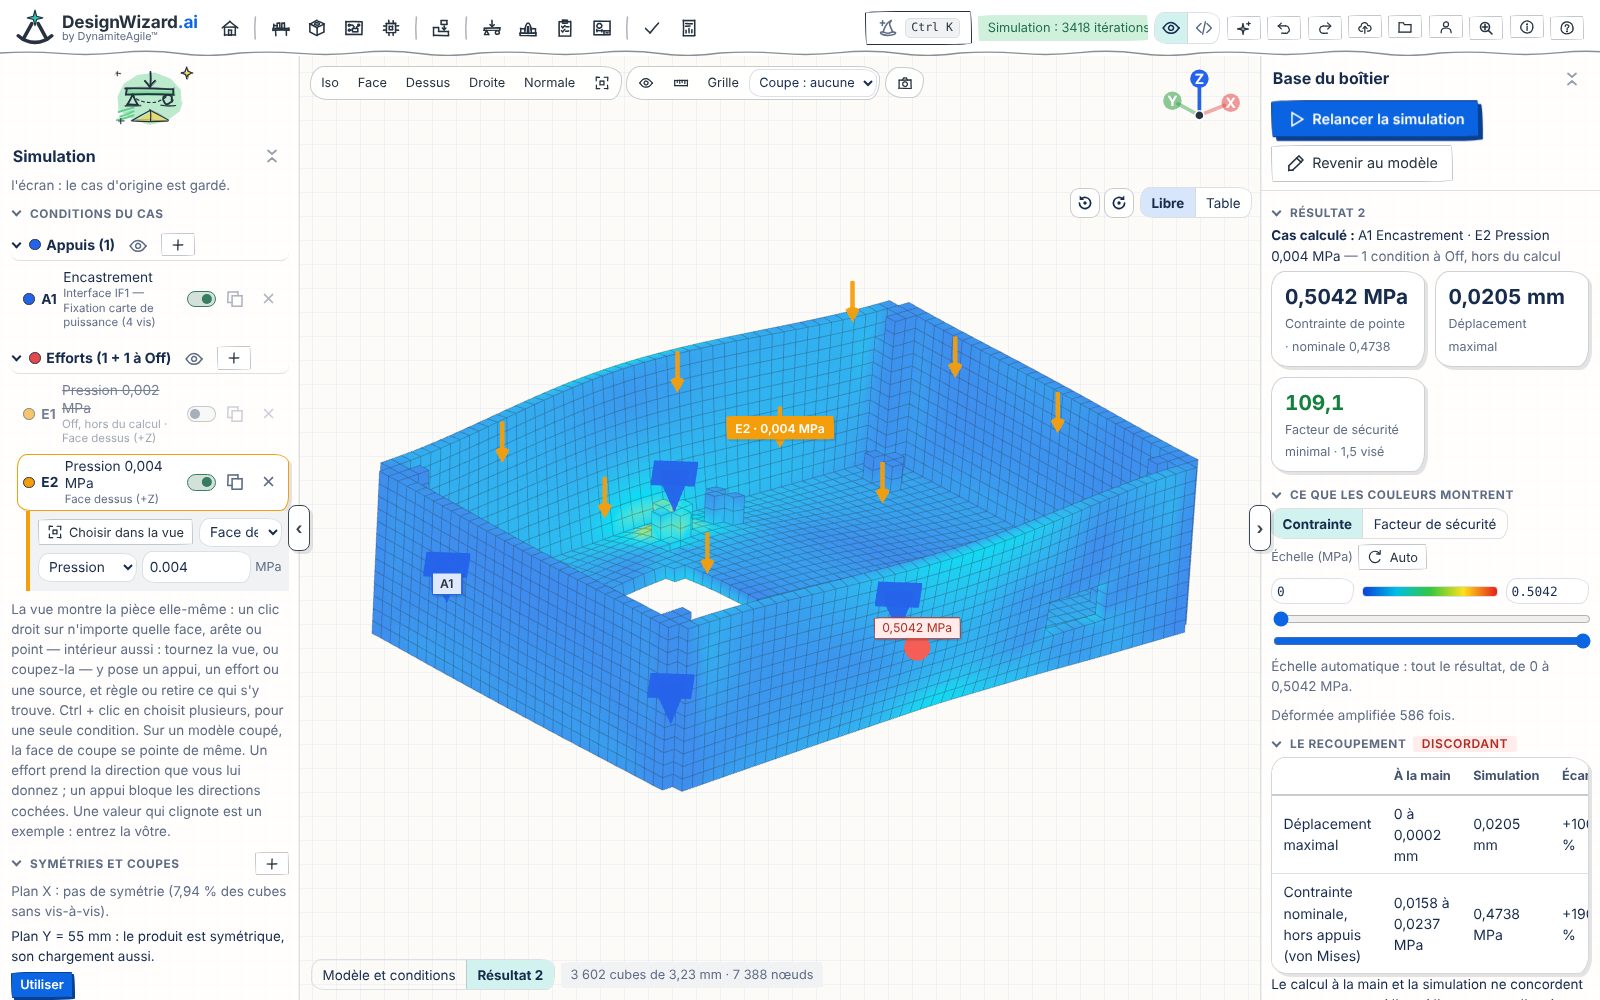 DesignWizard.ai
by DynamiteAgile™
Ctrl K
Simulation : 3418 itérations
Simulation
l'écran : le cas d'origine est gardé.
CONDITIONS DU CAS
Appuis (1)
A1
Encastrement
Interface IF1 —
Fixation carte de
puissance (4 vis)
Efforts (1 + 1 à Off)
E1
Pression 0,002
MPa
Off, hors du calcul ·
Face dessus (+Z)
E2
Pression 0,004
MPa
Face dessus (+Z)
Choisir dans la vue
Face de
Pression
0.004
MPa
La vue montre la pièce elle-même : un clic
droit sur n'importe quelle face, arête ou
point — intérieur aussi : tournez la vue, ou
coupez-la — y pose un appui, un effort ou
une source, et règle ou retire ce qui s'y
trouve. Ctrl + clic en choisit plusieurs, pour
une seule condition. Sur un modèle coupé,
la face de coupe se pointe de même. Un
effort prend la direction que vous lui
donnez ; un appui bloque les directions
cochées. Une valeur qui clignote est un
exemple : entrez la vôtre.
SYMÉTRIES ET COUPES
Plan X : pas de symétrie (7,94 % des cubes
sans vis-à-vis).
Plan Y = 55 mm : le produit est symétrique,
son chargement aussi.
Utiliser
Iso
Face
Dessus
Droite
Normale
Grille
Coupe : aucune
Z
Y
X
Libre
Table
E2 · 0,004 MPa
A1
0,5042 MPa
Modèle et conditions
Résultat 2
3 602 cubes de 3,23 mm · 7 388 nœuds
Base du boîtier
Relancer la simulation
Revenir au modèle
RÉSULTAT 2
Cas calculé : A1 Encastrement · E2 Pression
0,004 MPa — 1 condition à Off, hors du calcul
0,5042 MPa
Contrainte de pointe
· nominale 0,4738
0,0205 mm
Déplacement
maximal
109,1
Facteur de sécurité
minimal · 1,5 visé
CE QUE LES COULEURS MONTRENT
Contrainte
Facteur de sécurité
Échelle (MPa)
Auto
0
0.5042
Échelle automatique : tout le résultat, de 0 à
0,5042 MPa.
Déformée amplifiée 586 fois.
LE RECOUPEMENT
DISCORDANT
À la main
Simulation
Écar
Déplacement
maximal
0 à
0,0002
mm
0,0205
mm
+100
%
Contrainte
nominale,
hors appuis
(von Mises)
0,0158 à
0,0237
MPa
0,4738
MPa
+190
%
Le calcul à la main et la simulation ne concordent